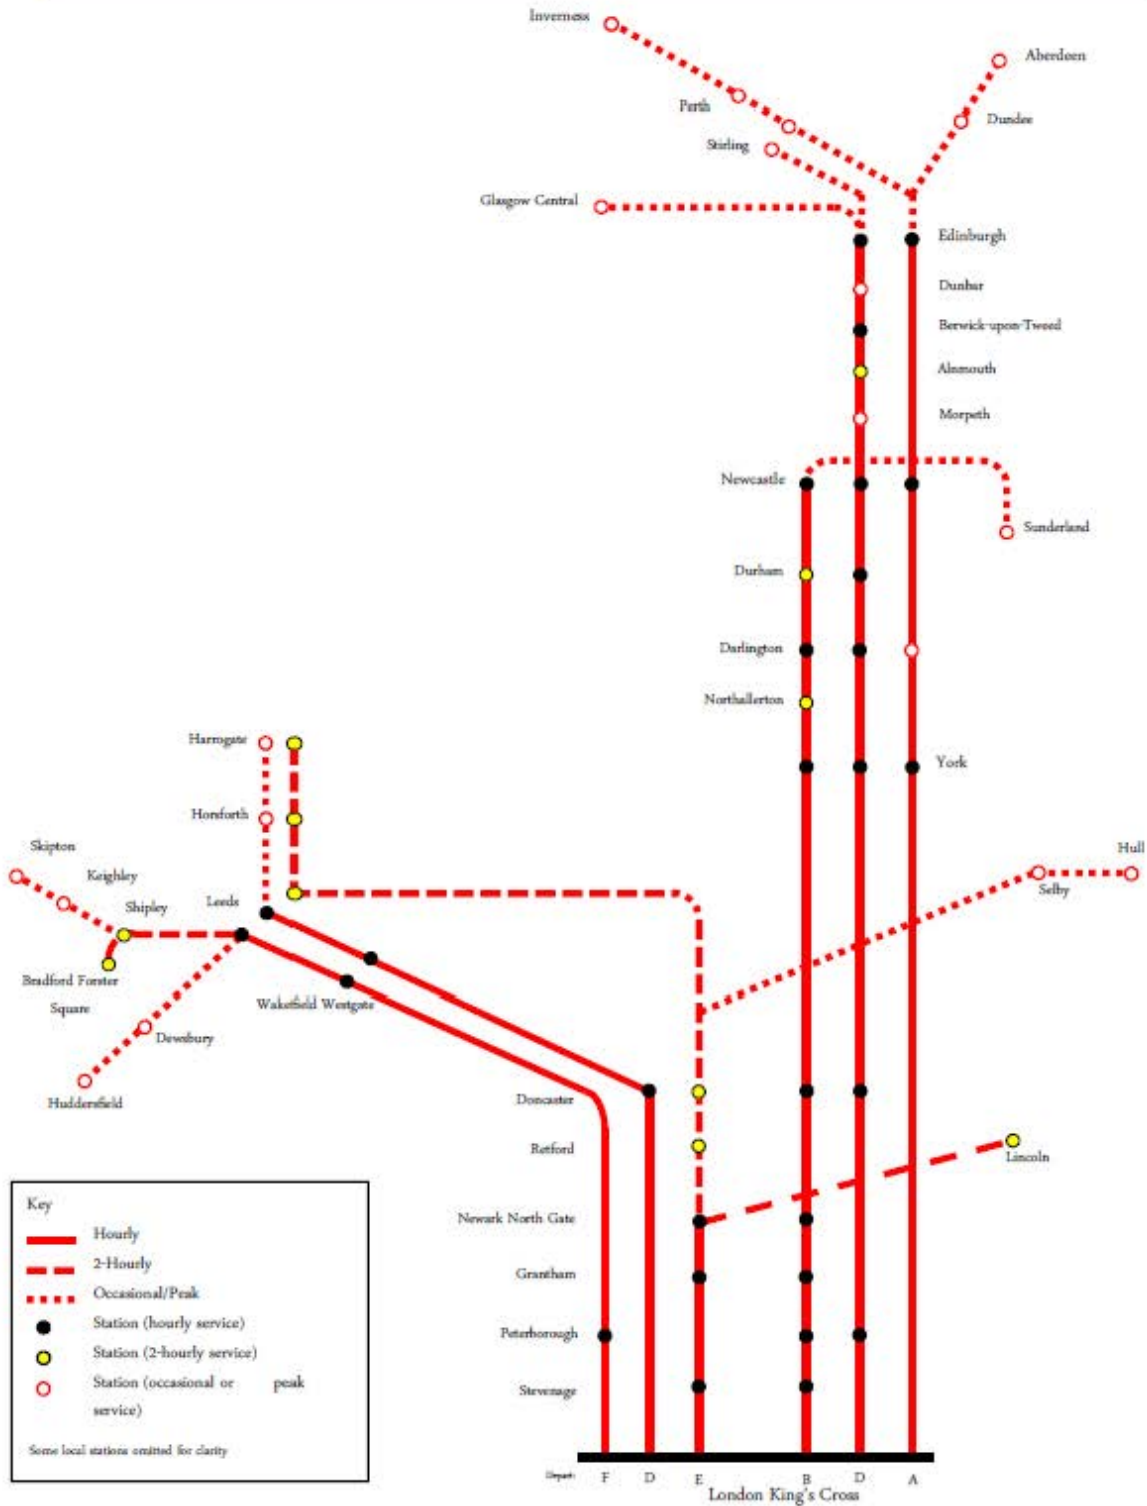 Inverness
Aberdeen
Perth
Dundee
Stirling
Glasgow Central
Edinburgh
Dunbar
Berwick-upon-Tweed
Alnmouth
Morpeth
Newcastle
Sunderland
Durham
Darlington
Northallerton
Harrogate
York
Horsforth
Skipton
Hull
Keighley
Selby
Leeds
Shipley
Bradford Forster
Square
Wakefield Westgate
Dewsbury
Huddersfield
Doncaster
Retford
Lincoln
Newark North Gate
Grantham
Peterborough
Stevenage
Key
Hourly
2-Hourly
Occasional/Peak
Station (hourly service)
Station (2-hourly service)
Station (occasional or peak
service)
Some local stations omitted for clarity
F D E B D A
London King's Cross